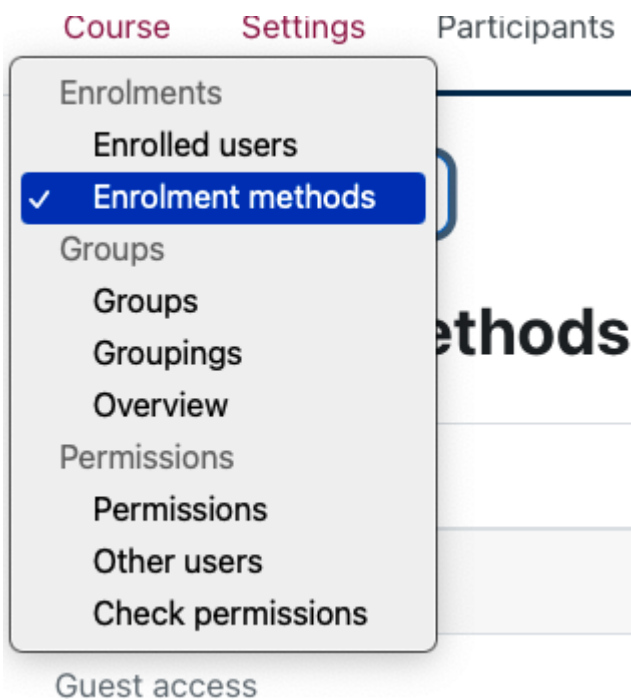 Course Settings Participants
Enrolments
Enrolled users
✓ Enrolment methods
Groups
Groups
ethods
Groupings
Overview
Permissions
Permissions
Other users
Check permissions
Guest access